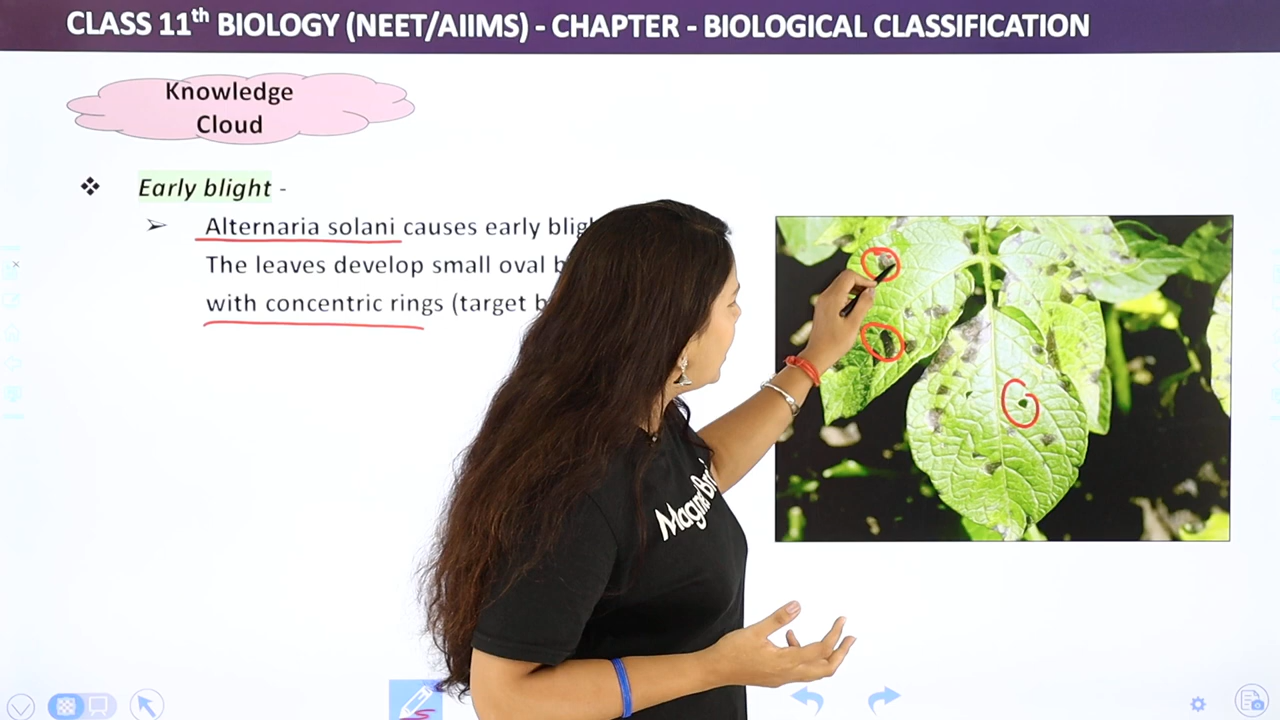 CLASS 11th BIOLOGY (NEET/AIIMS) - CHAPTER - BIOLOGICAL CLASSIFICATION
Knowledge
Cloud
❖ Early blight -
➢ Alternaria solani causes early
The leaves develop small oval
with concentric rings (target